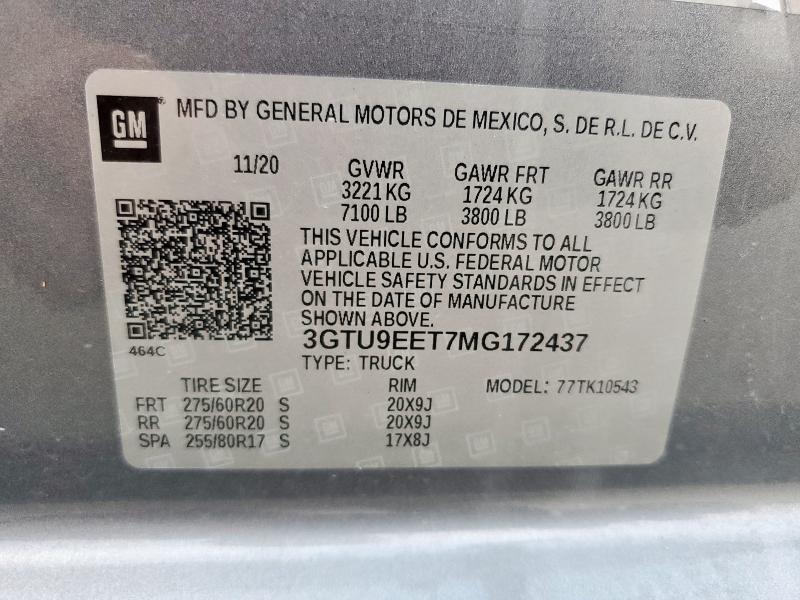 GM
MFD BY GENERAL MOTORS DE MEXICO, S. DE R.L. DE C.V.
11/20 GVWR GAWR FRT GAWR RR
3221 KG 1724 KG 1724 KG
7100 LB 3800 LB 3800 LB
THIS VEHICLE CONFORMS TO ALL
APPLICABLE U.S. FEDERAL MOTOR
VEHICLE SAFETY STANDARDS IN EFFECT
ON THE DATE OF MANUFACTURE
SHOWN ABOVE.
464C
3GTU9EET7MG172437
TYPE: TRUCK
TIRE SIZE RIM MODEL: 77TK10543
FRT 275/60R20 S 20X9J
RR 275/60R20 S 20X9J
SPA 255/80R17 S 17X8J